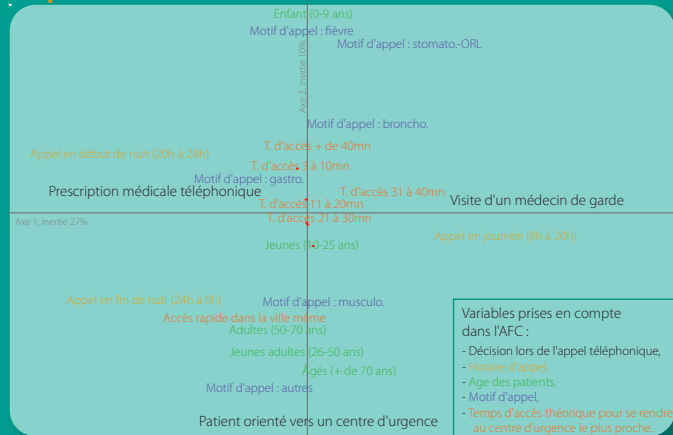 Enfant (0-9 ans)
Motif d'appel : fièvre
Motif d'appel : stomato.-ORL
Axe 2, inertie 10%
Motif d'appel : broncho.
T. d'accès + de 40mn
Appel en début de nuit (20h à 24h)
T. d'accès 3 à 10mn
Motif d'appel : gastro.
Prescription médicale téléphonique
T. d'accès 31 à 40mn
Visite d'un médecin de garde
T. d'accès 11 à 20mn
T. d'accès 21 à 30mn
Axe 1, inertie 27%
Appel en journée (8h à 20h)
Jeunes (10-25 ans)
Appel en fin de nuit (24h à 8h)
Motif d'appel : musculo.
Accès rapide dans la ville même
Adultes (50-70 ans)
Jeunes adultes (26-50 ans)
Agés (+ de 70 ans)
Motif d'appel : autres
Patient orienté vers un centre d'urgence
Variables prises en compte
dans l'AFC :
- Décision lors de l'appel téléphonique,
- Horaire d'appel,
- Age des patients,
- Motif d'appel,
- Temps d'accès théorique pour se rendre
au centre d'urgence le plus proche.